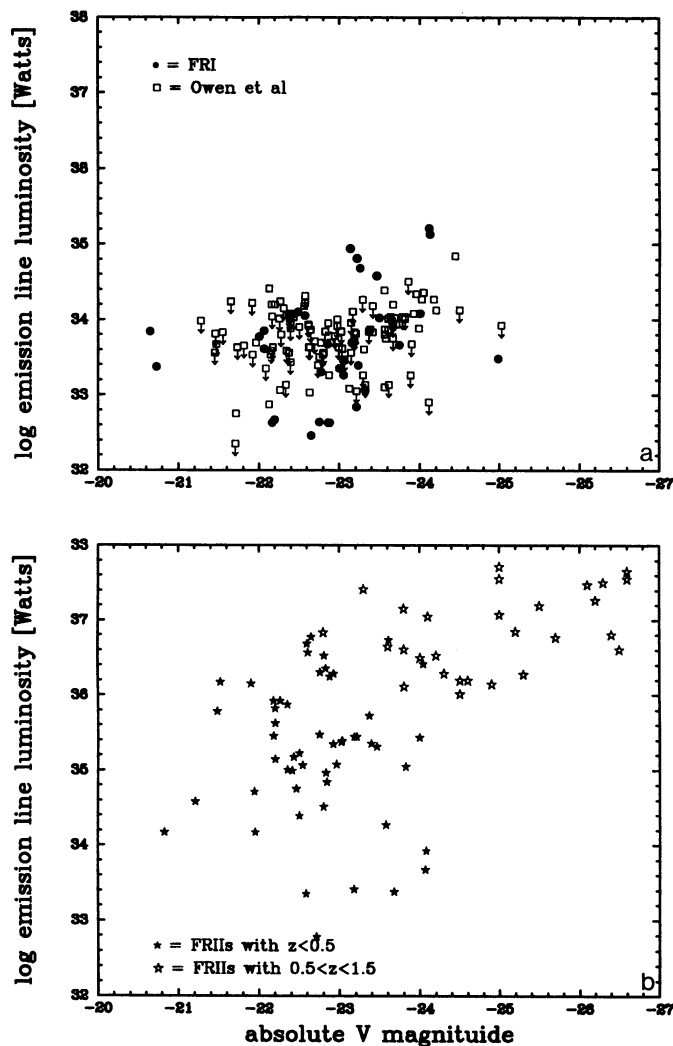 log emission line luminosity [Watts]
38
37
36
35
34
33
32
• = FRI
□ = Owen et al
a
−20 −21 −22 −23 −24 −25 −26 −27
log emission line luminosity [Watts]
38
37
36
35
34
33
32
★ = FRIIs with z<0.5
☆ = FRIIs with 0.5<z<1.5
b
−20 −21 −22 −23 −24 −25 −26 −27
absolute V magnituide